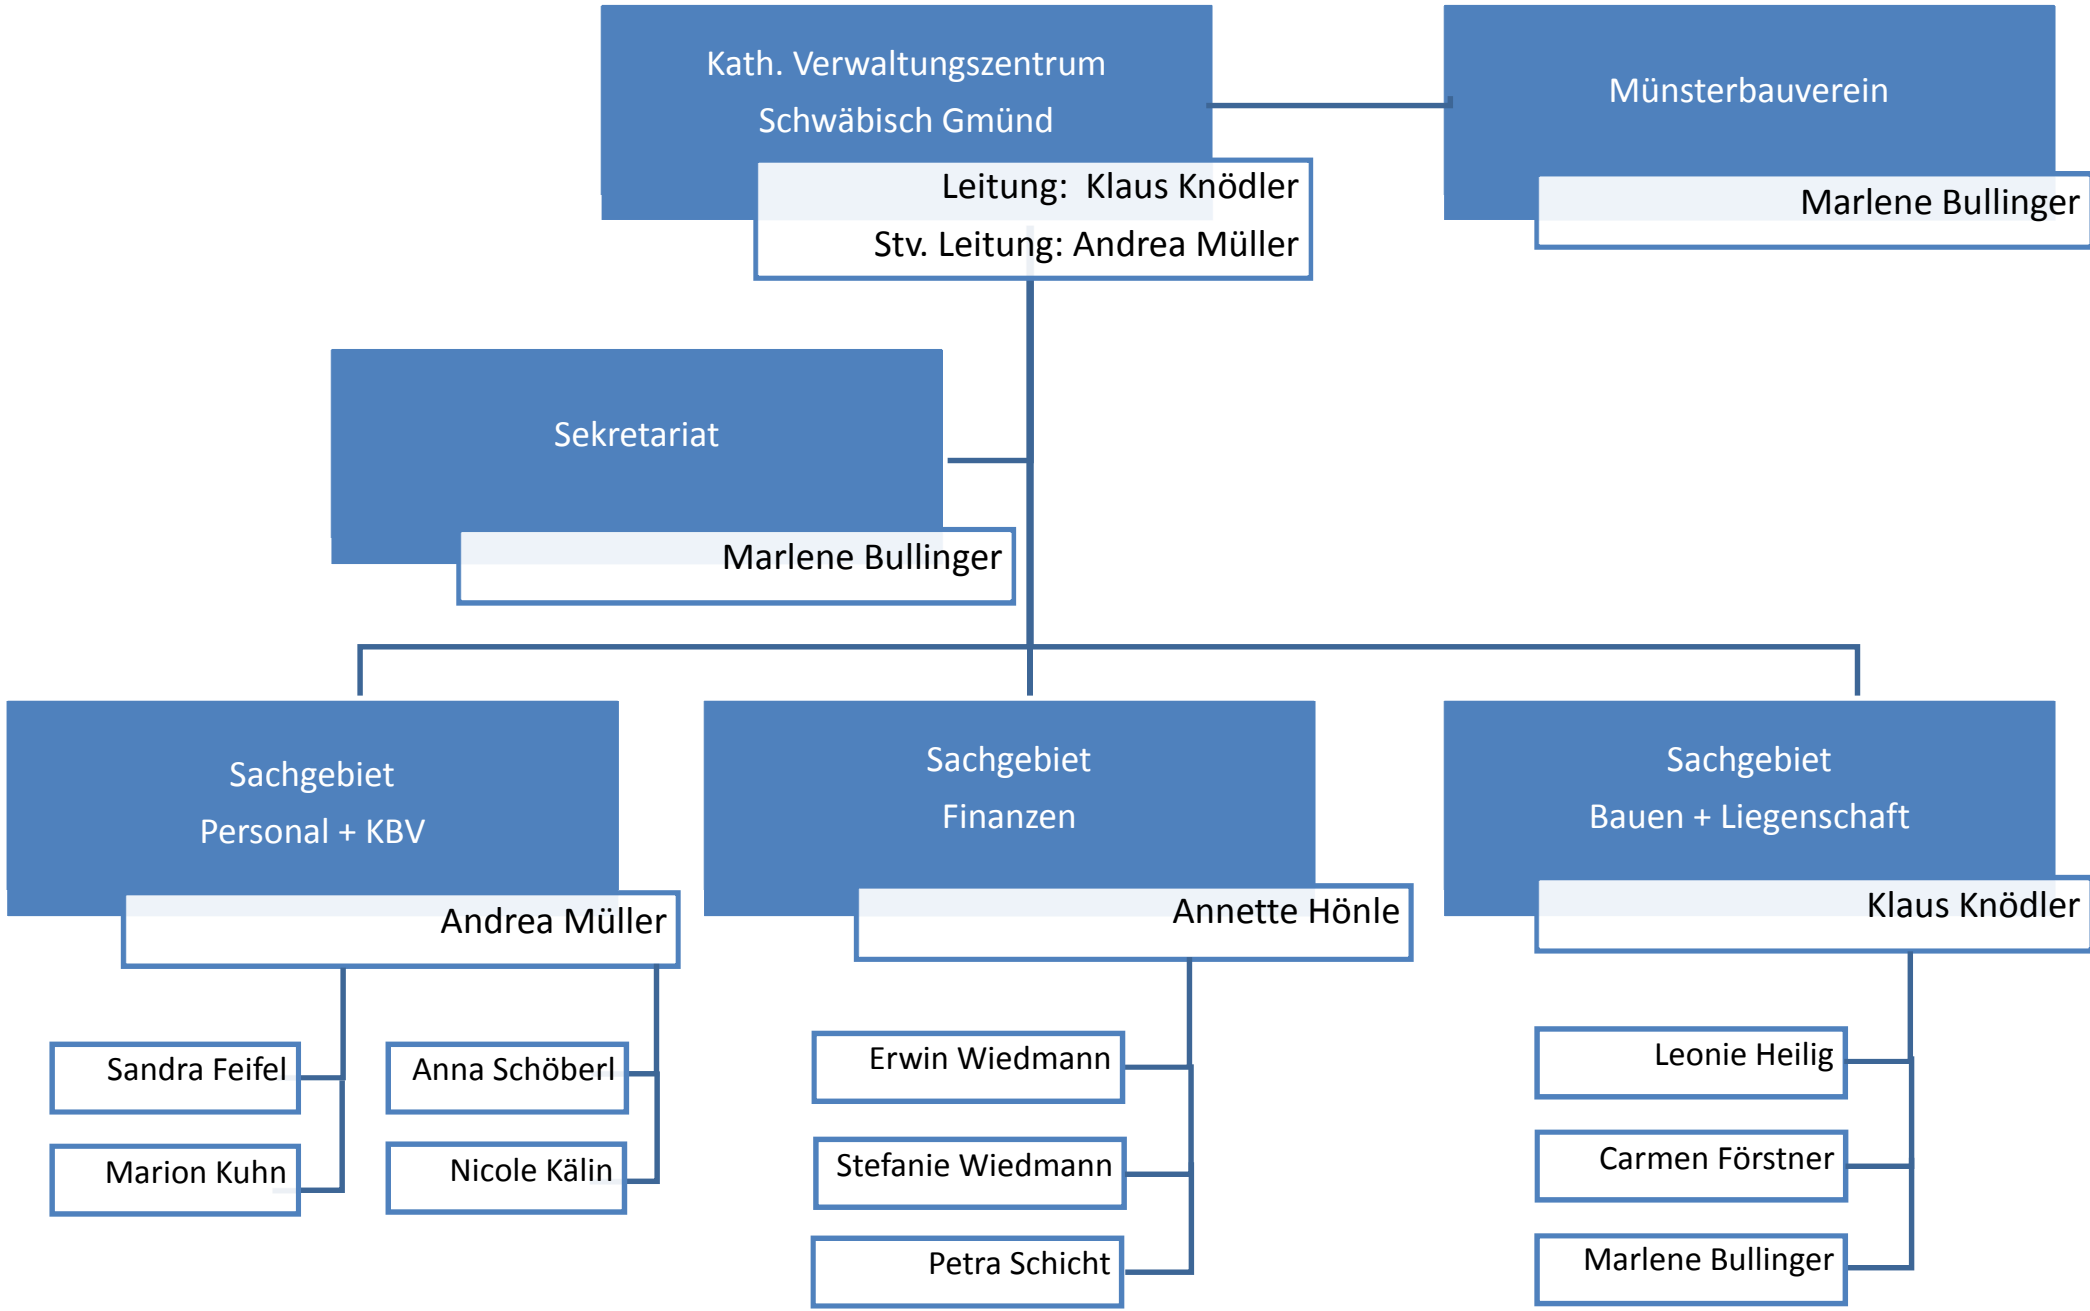 Kath. Verwaltungszentrum
Schwäbisch Gmünd
Leitung:  Klaus Knödler
Stv. Leitung: Andrea Müller
Münsterbauverein
Marlene Bullinger
Sekretariat
Marlene Bullinger
Sachgebiet
Personal + KBV
Andrea Müller
Sandra Feifel
Marion Kuhn
Anna Schöberl
Nicole Kälin
Sachgebiet
Finanzen
Annette Hönle
Erwin Wiedmann
Stefanie Wiedmann
Petra Schicht
Sachgebiet
Bauen + Liegenschaft
Klaus Knödler
Leonie Heilig
Carmen Förstner
Marlene Bullinger